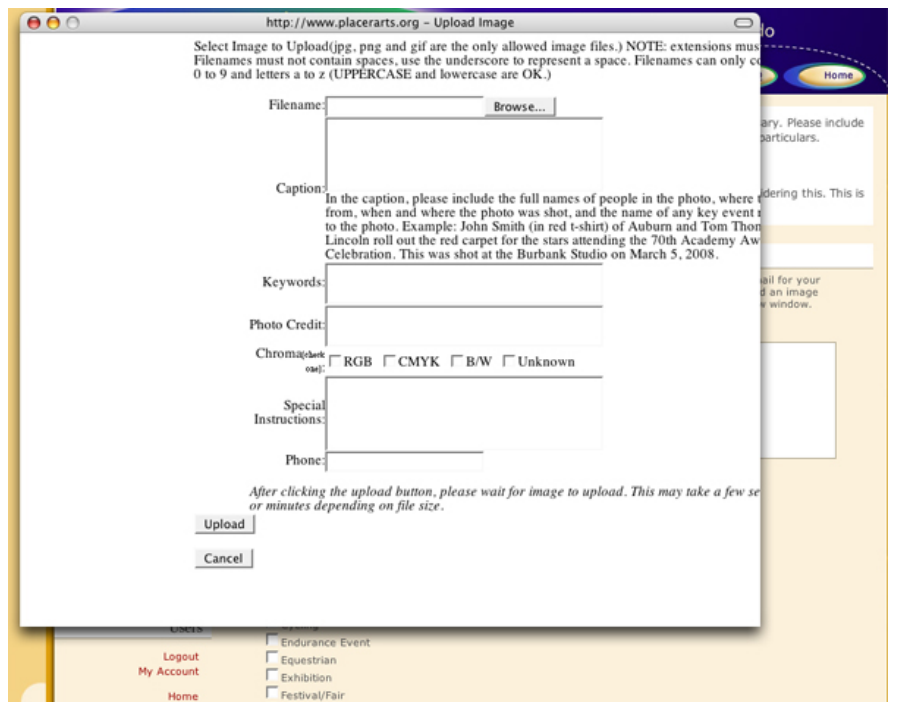 http://www.placerarts.org – Upload Image
Select Image to Upload(jpg, png and gif are the only allowed image files.) NOTE: extensions mus
Filenames must not contain spaces, use the underscore to represent a space. Filenames can only co
0 to 9 and letters a to z (UPPERCASE and lowercase are OK.)
Filename: Browse...
Caption:
In the caption, please include the full names of people in the photo, where
from, when and where the photo was shot, and the name of any key event
to the photo. Example: John Smith (in red t-shirt) of Auburn and Tom Thon
Lincoln roll out the red carpet for the stars attending the 70th Academy Aw
Celebration. This was shot at the Burbank Studio on March 5, 2008.
Keywords:
Photo Credit:
Chroma(check one): RGB CMYK B/W Unknown
Special
Instructions:
Phone:
After clicking the upload button, please wait for image to upload. This may take a few se
or minutes depending on file size.
Upload
Cancel
lo
Home
ary. Please include
particulars.
idering this. This is
ail for your
d an image
w window.
Users
Logout
My Account
Home
Endurance Event
Equestrian
Exhibition
Festival/Fair